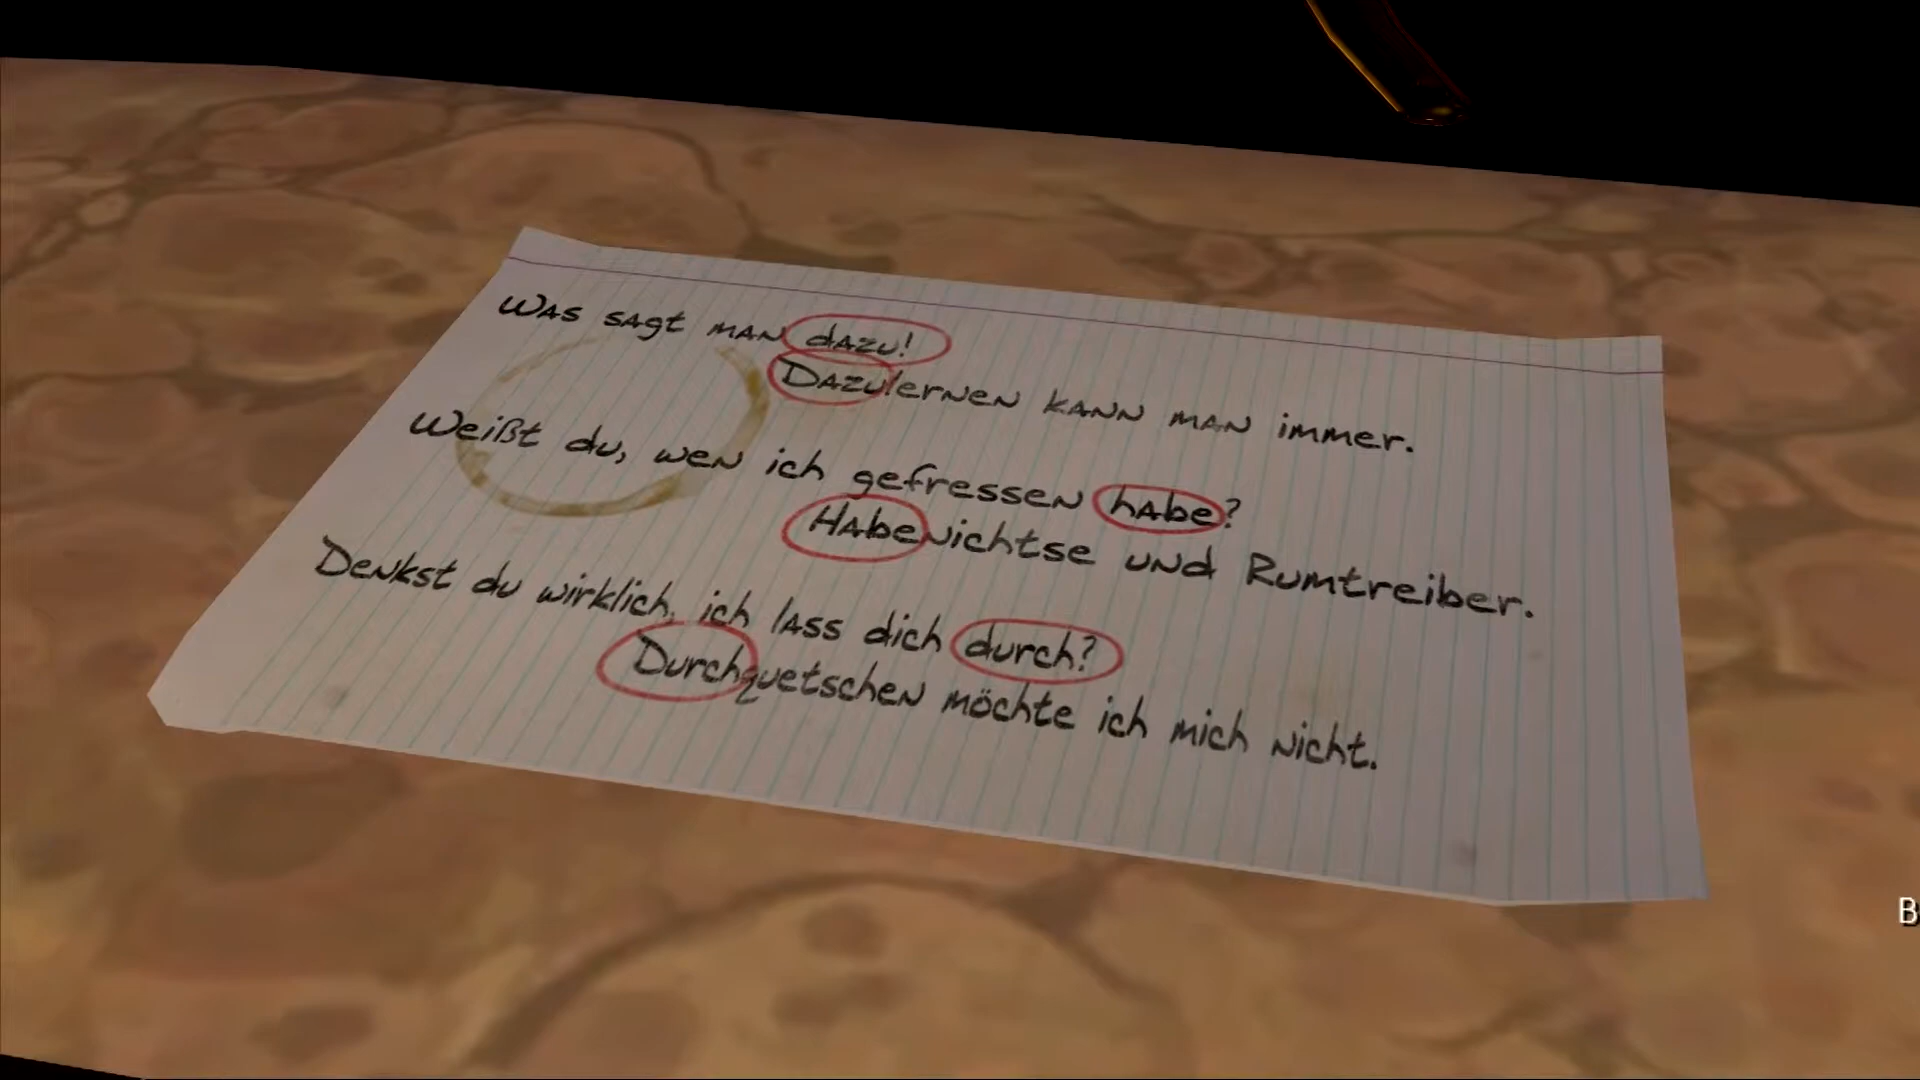 Was sagt man dazu!
Dazulernen kann man immer.
Weißt du, wen ich gefressen habe?
Habenichtse und Rumtreiber.
Denkst du wirklich, ich lass dich durch?
Durchquetschen möchte ich mich nicht.
B